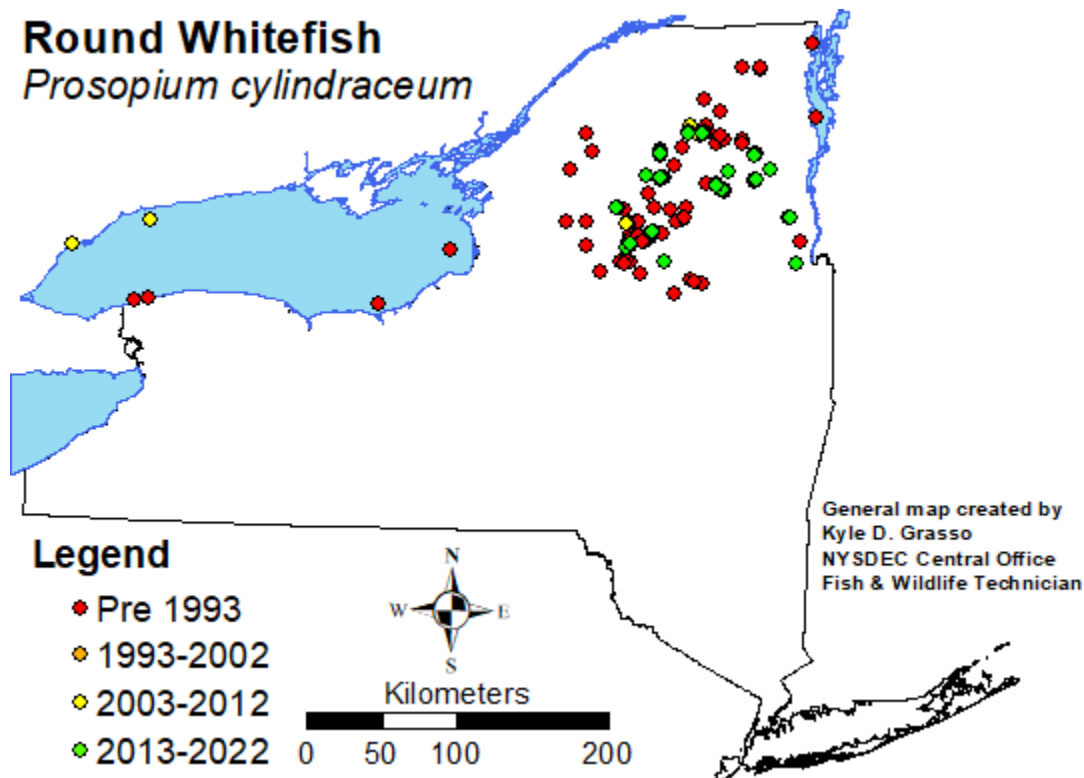 Round Whitefish
Prosopium cylindraceum
General map created by
Kyle D. Grasso
NYSDEC Central Office
Fish & Wildlife Technician
Legend
Pre 1993
1993-2002
2003-2012
2013-2022
N
W E
S
Kilometers
0 50 100 200